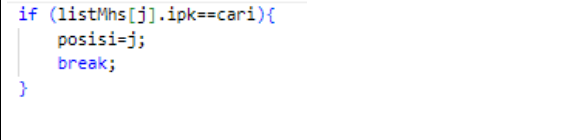 if (listMhs[j].ipk==cari){
posisi=j;
break;
}